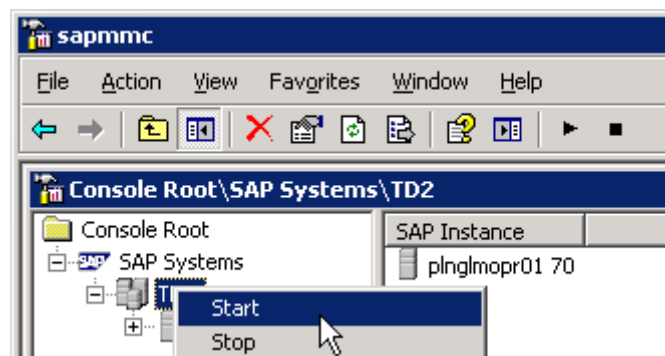 sapmmc
File Action View Favorites Window Help
Console Root\SAP Systems\TD2
Console Root
SAP Instance
SAP SAP Systems
plnglmopr01 70
Start
Stop